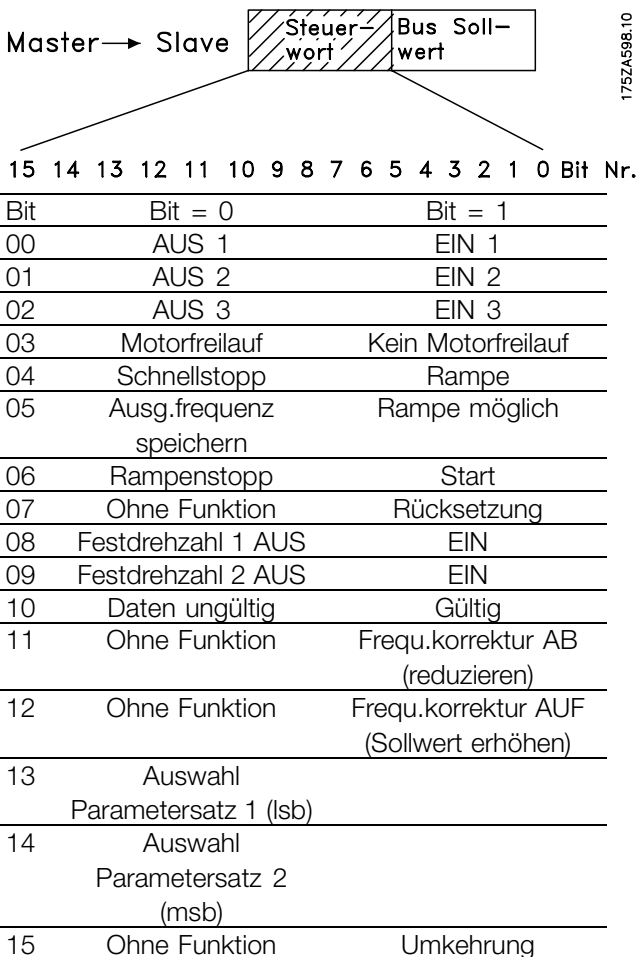 Master→ Slave Steuer- Bus Soll-
wort wert
175ZA598.10
15 14 13 12 11 10 9 8 7 6 5 4 3 2 1 0 Bit Nr.
Bit Bit = 0 Bit = 1
00 AUS 1 EIN 1
01 AUS 2 EIN 2
02 AUS 3 EIN 3
03 Motorfreilauf Kein Motorfreilauf
04 Schnellstopp Rampe
05 Ausg.frequenz Rampe möglich
speichern
06 Rampenstopp Start
07 Ohne Funktion Rücksetzung
08 Festdrehzahl 1 AUS EIN
09 Festdrehzahl 2 AUS EIN
10 Daten ungültig Gültig
11 Ohne Funktion Frequ.korrektur AB
(reduzieren)
12 Ohne Funktion Frequ.korrektur AUF
(Sollwert erhöhen)
13 Auswahl
Parametersatz 1 (lsb)
14 Auswahl
Parametersatz 2
(msb)
15 Ohne Funktion Umkehrung